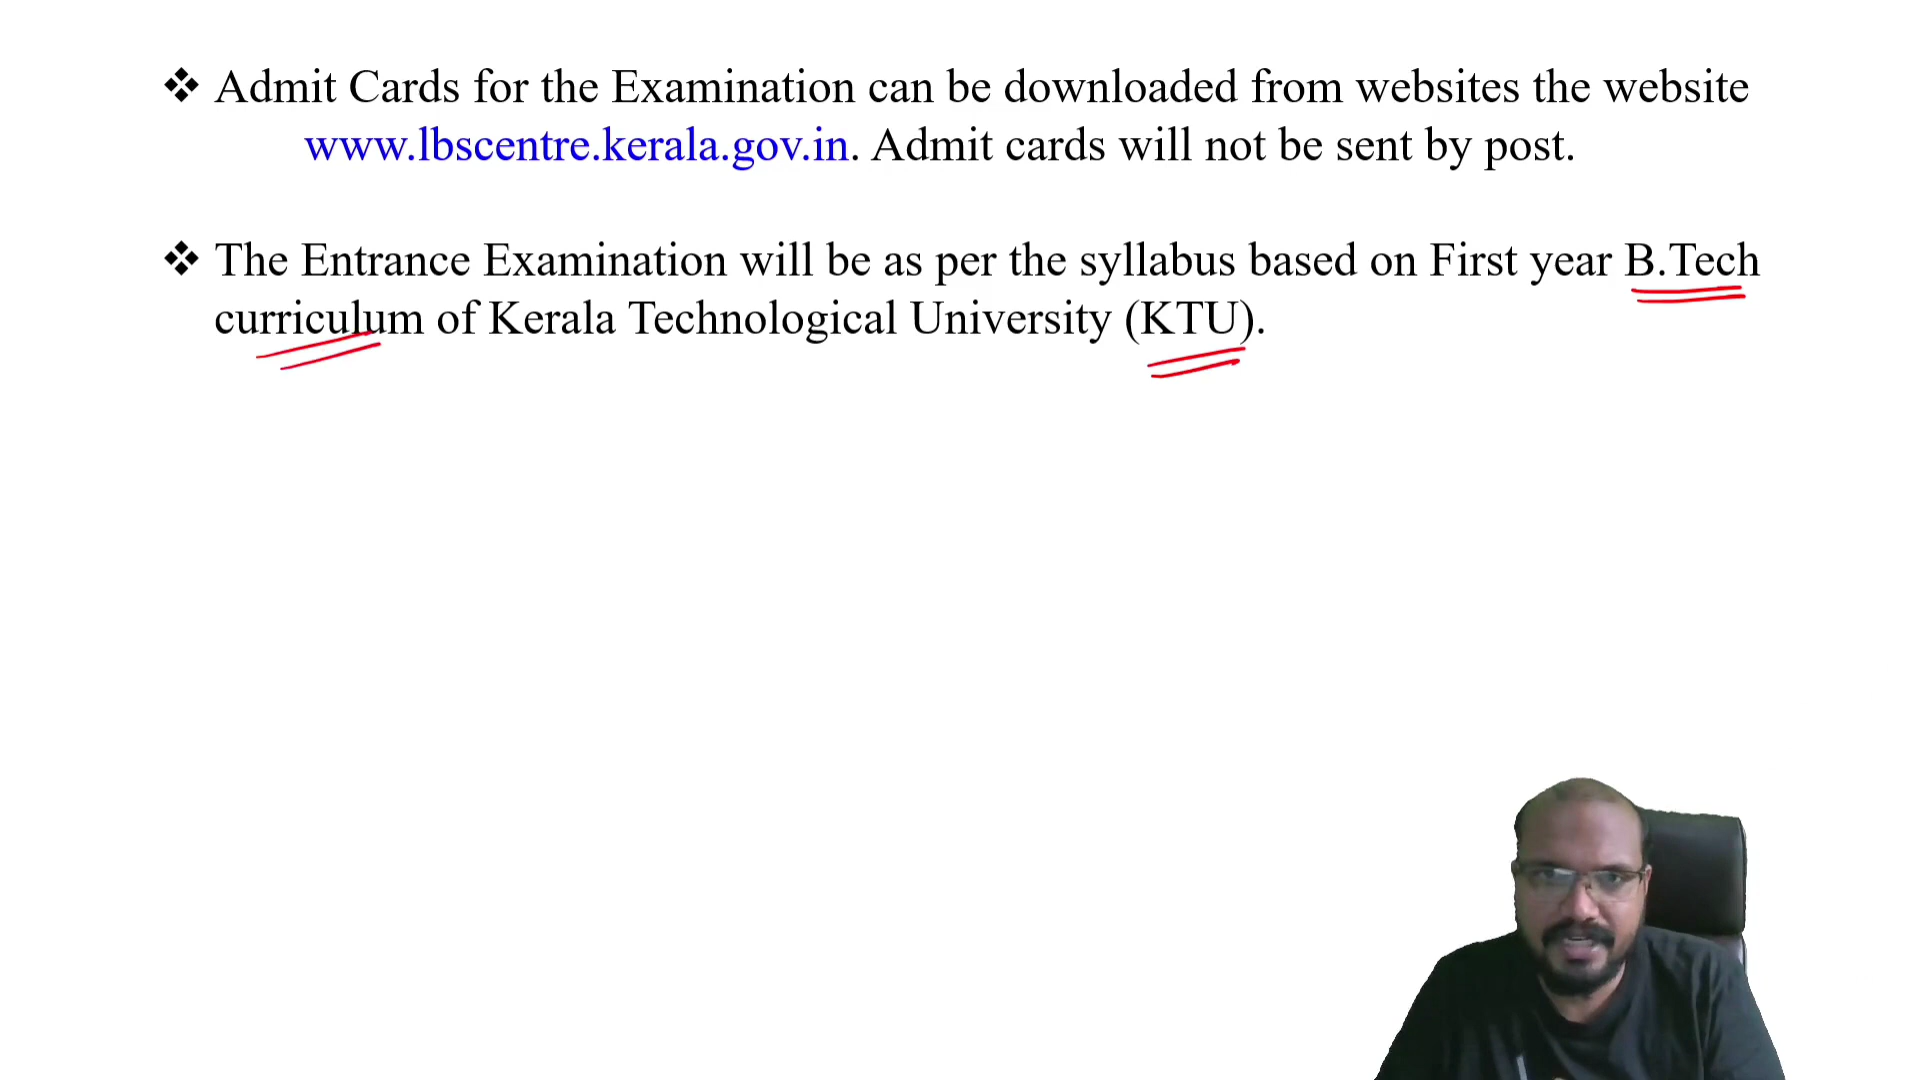 ❖ Admit Cards for the Examination can be downloaded from websites the website
www.lbscentre.kerala.gov.in. Admit cards will not be sent by post.
❖ The Entrance Examination will be as per the syllabus based on First year B.Tech
curriculum of Kerala Technological University (KTU).